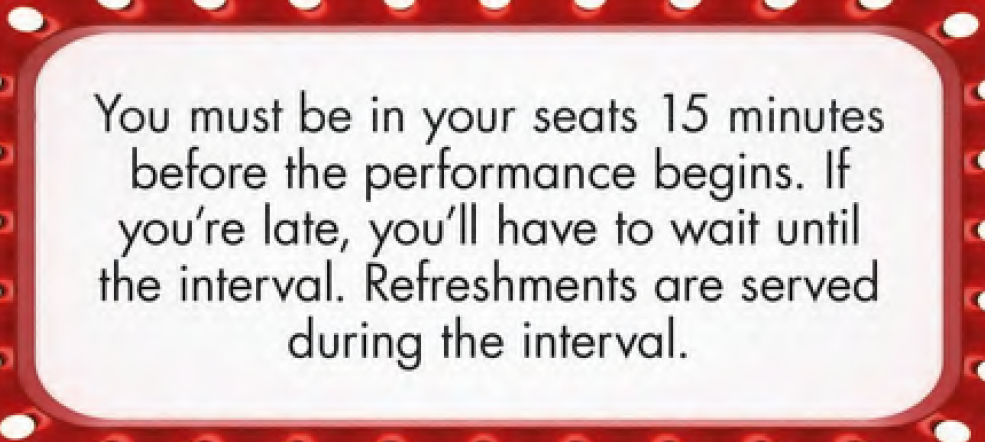 You must be in your seats 15 minutes
before the performance begins. If
you're late, you'll have to wait until
the interval. Refreshments are served
during the interval.